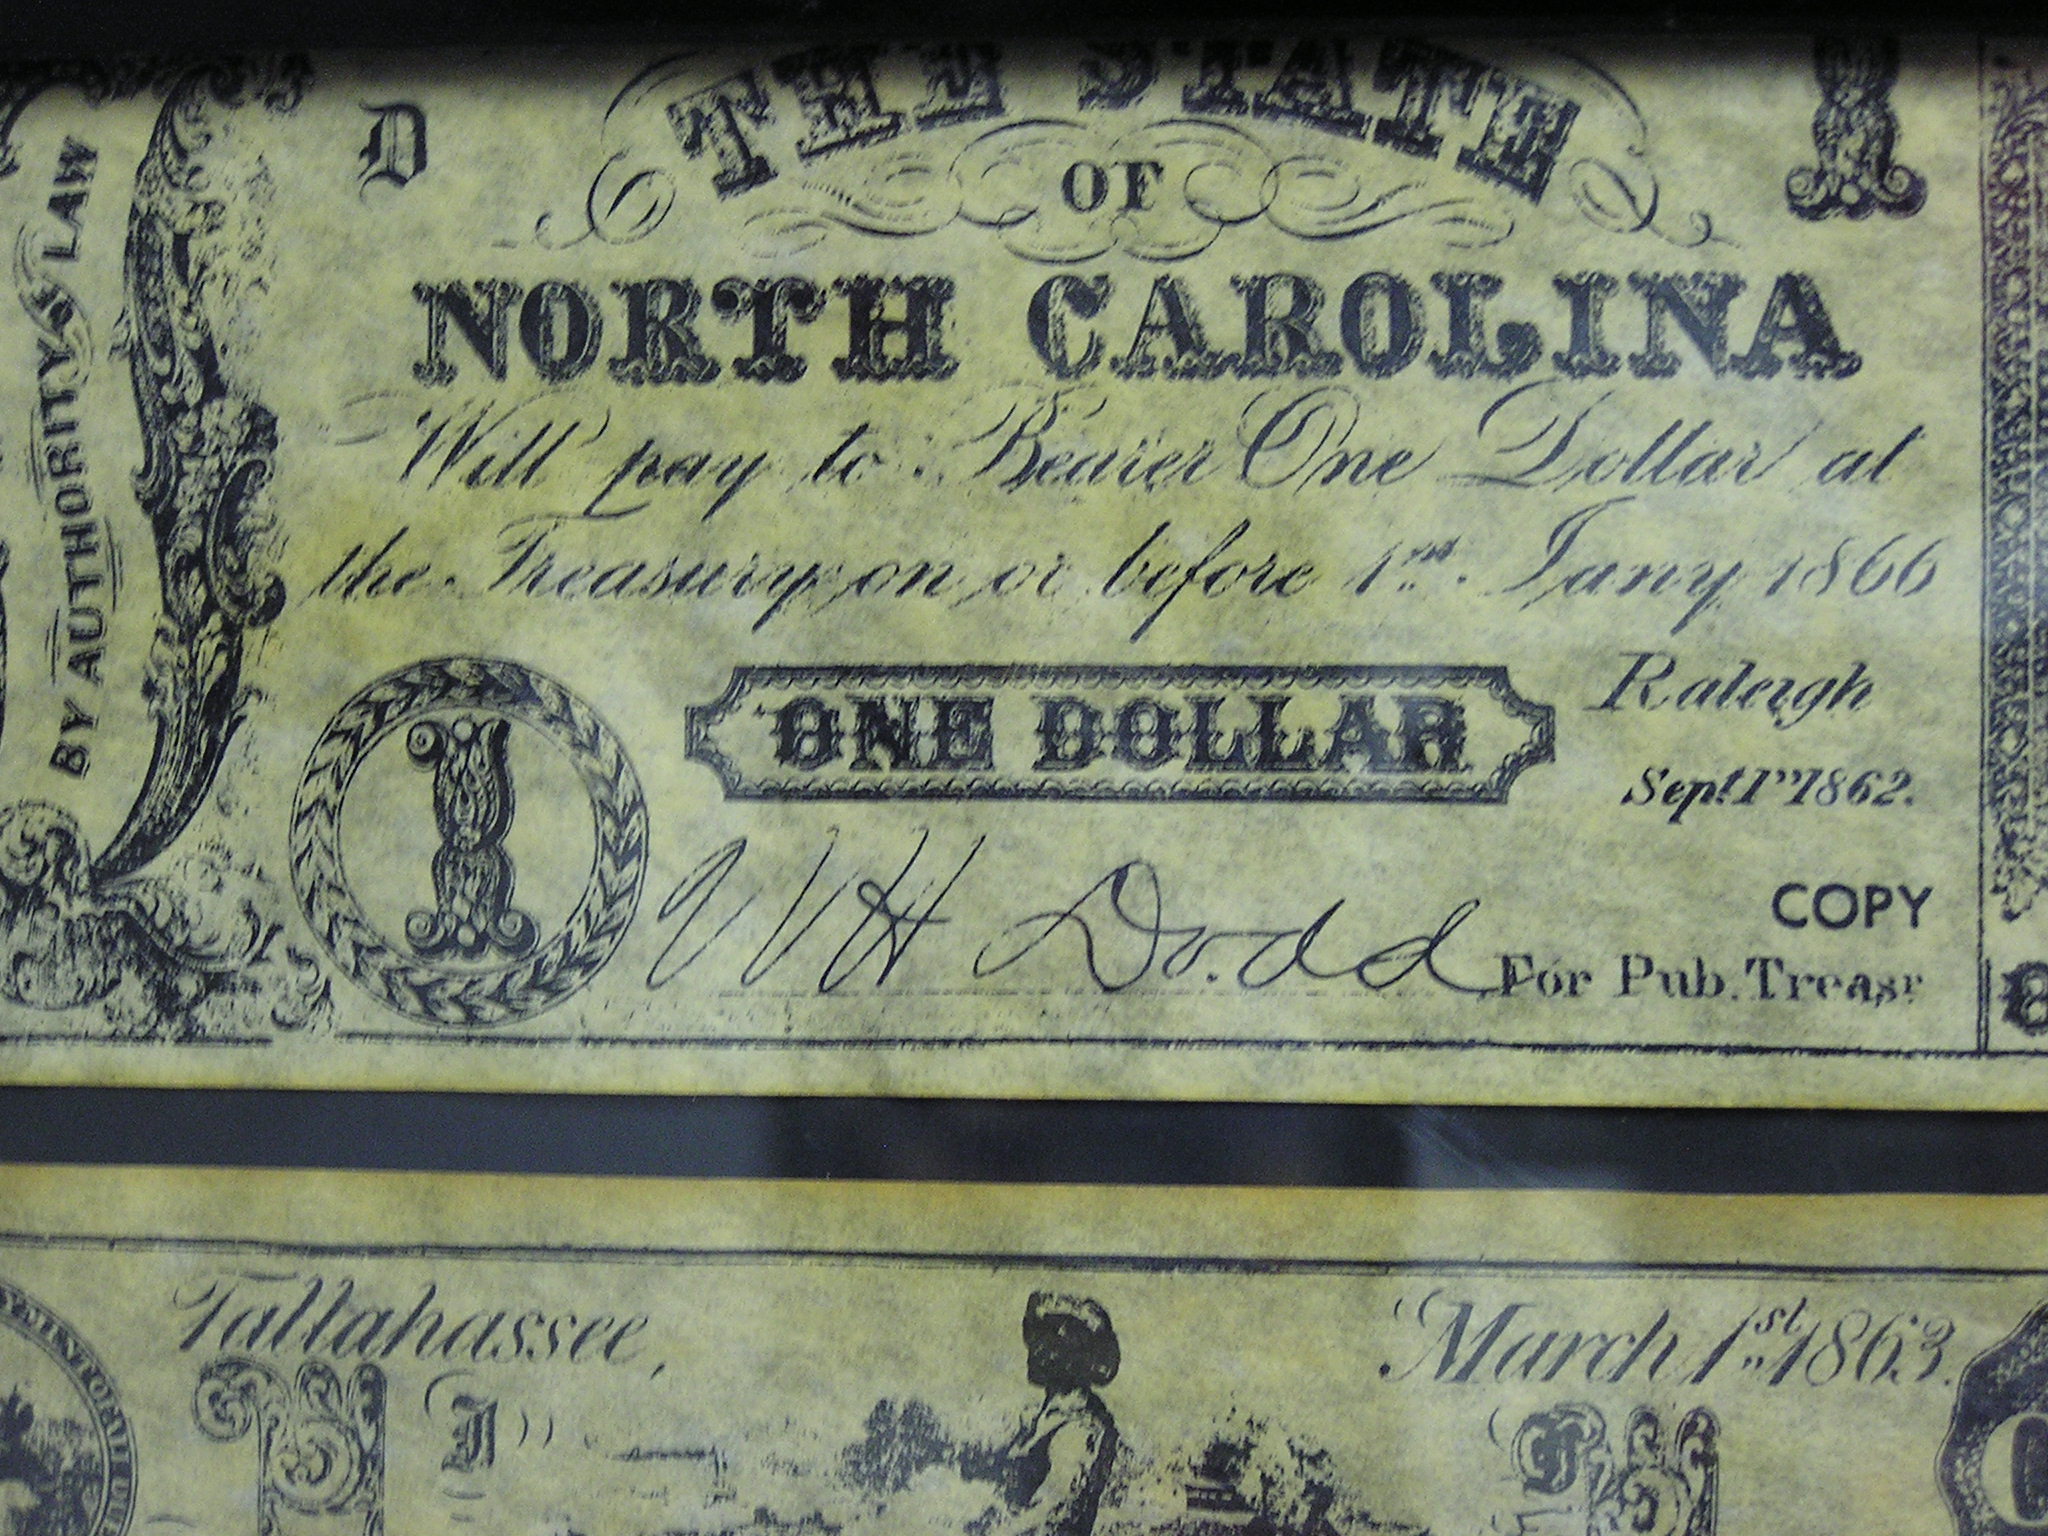 BY AUTHORITY OF LAW
D
THE STATE
1
OF
NORTH CAROLINA
Will pay to Bearer One Dollar at
the Treasury on or before 1st. Jany 1866
1
ONE DOLLAR
Raleigh
Sept. 1st 1862.
COPY
W H Dodd
For Pub. Treasr
Tallahassee,
March 1st 1863.